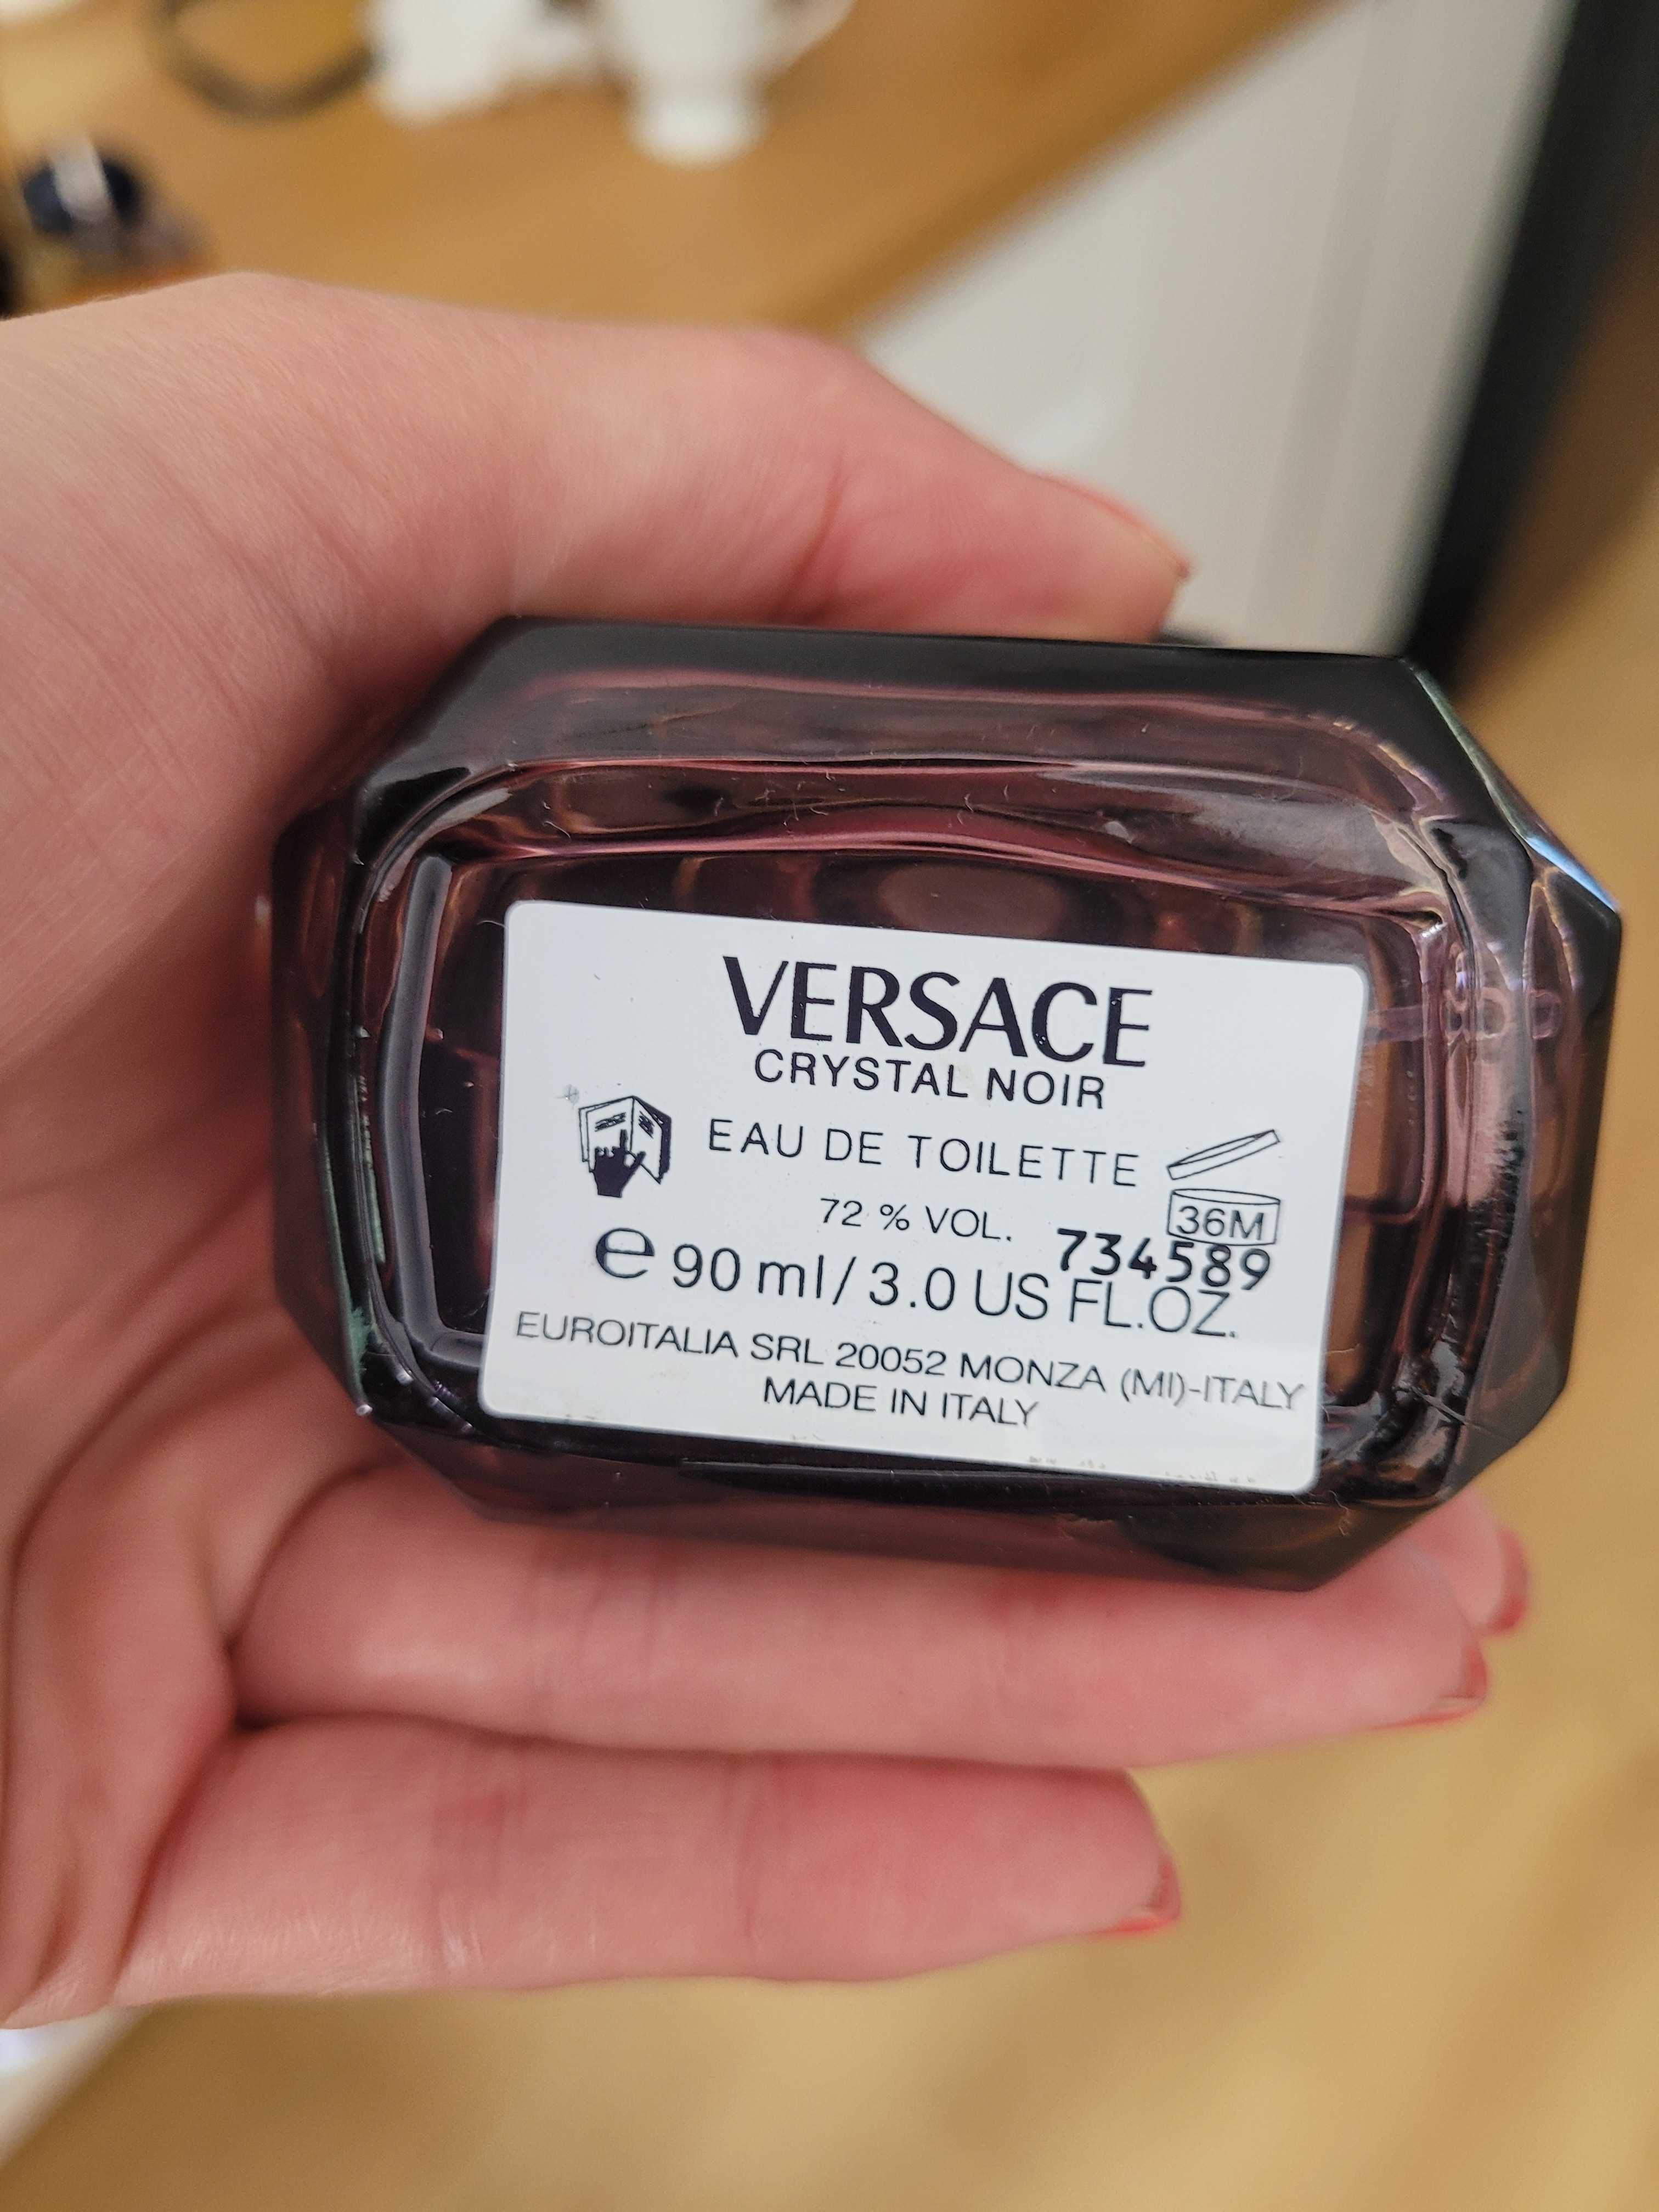 VERSACE
CRYSTAL NOIR
EAU DE TOILETTE
36M
72 % VOL.
734589
e 90 ml / 3.0 US FL.OZ.
EUROITALIA SRL 20052 MONZA (MI)-ITALY
MADE IN ITALY